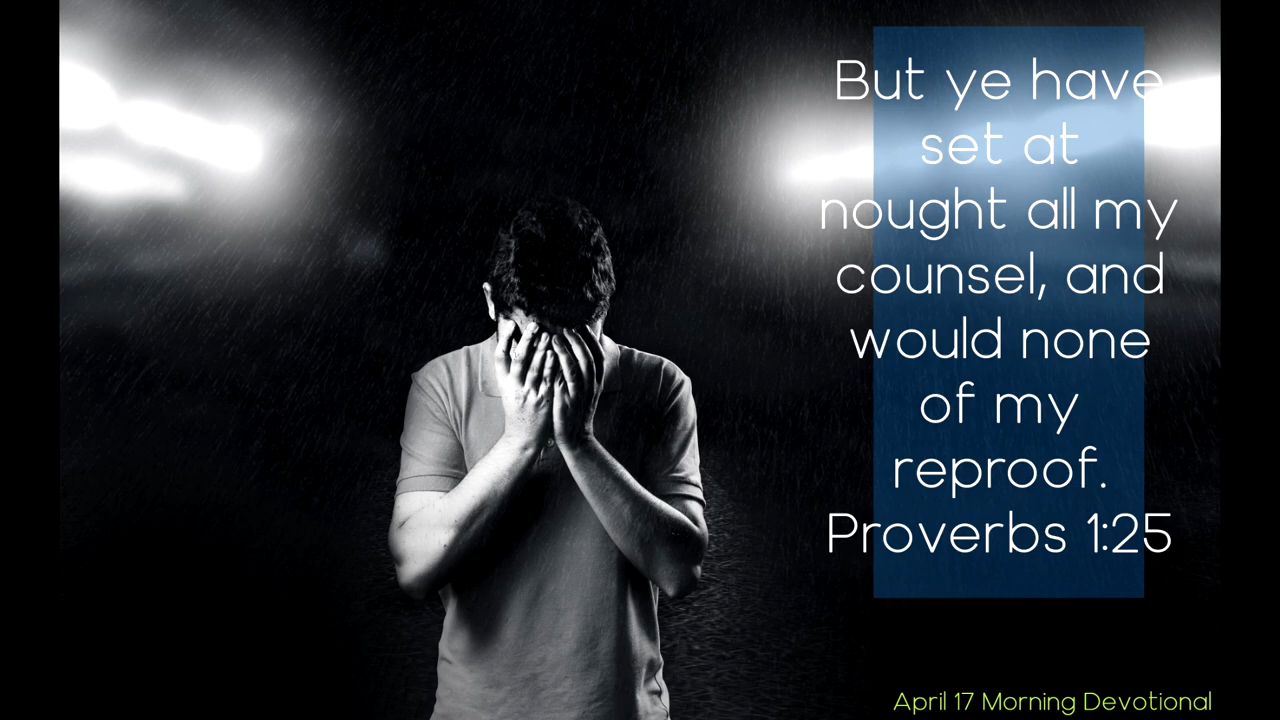 But ye have
set at
nought all my
counsel, and
would none
of my
reproof.
Proverbs 1:25
April 17 Morning Devotional